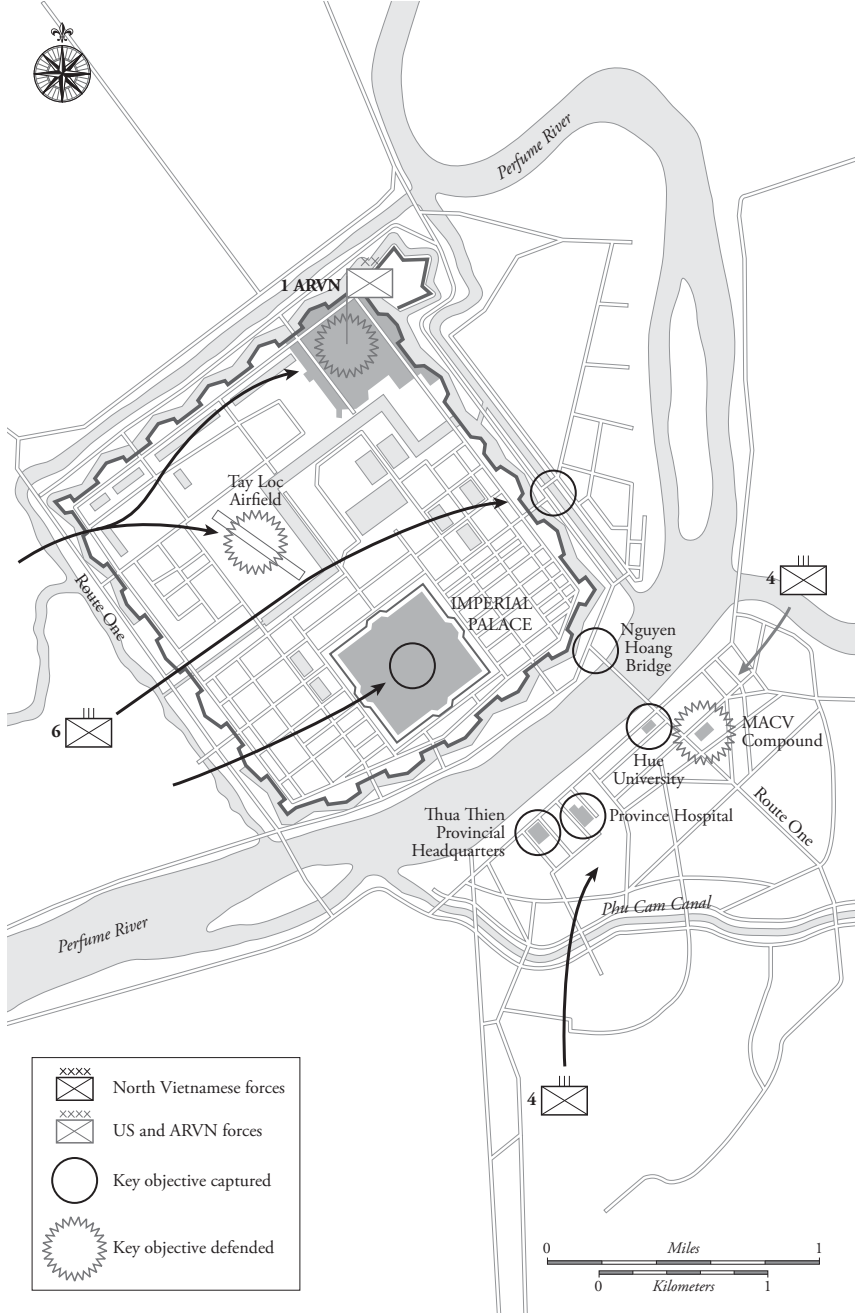 Perfume River
1 ARVN
Tay Loc
Airfield
Route One
IMPERIAL
PALACE
4
Nguyen
Hoang
Bridge
6
MACV
Compound
Hue
University
Route One
Thua Thien
Provincial
Headquarters
Province Hospital
Phu Cam Canal
Perfume River
4
XXXX
North Vietnamese forces
XXXX
US and ARVN forces
Key objective captured
Key objective defended
0 Miles 1
0 Kilometers 1